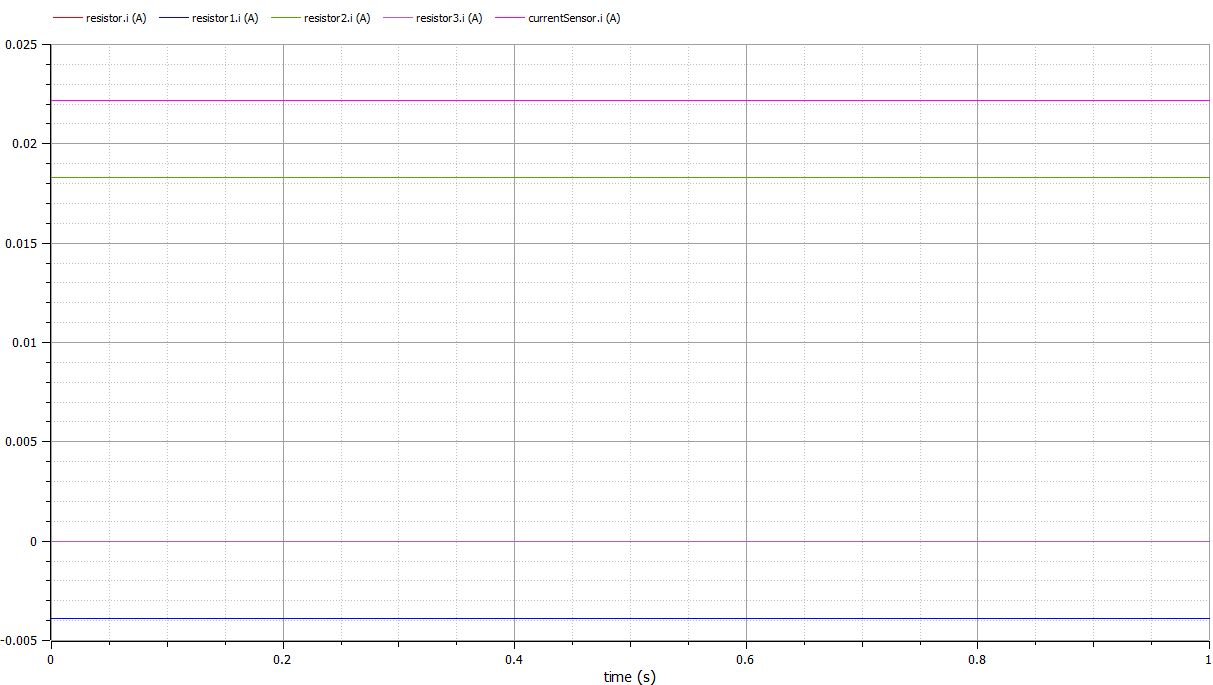 resistor.i (A) resistor1.i (A) resistor2.i (A) resistor3.i (A) currentSensor.i (A)
0.025
0.02
0.015
0.01
0.005
0
-0.005
0 0.2 0.4 0.6 0.8 1
time (s)